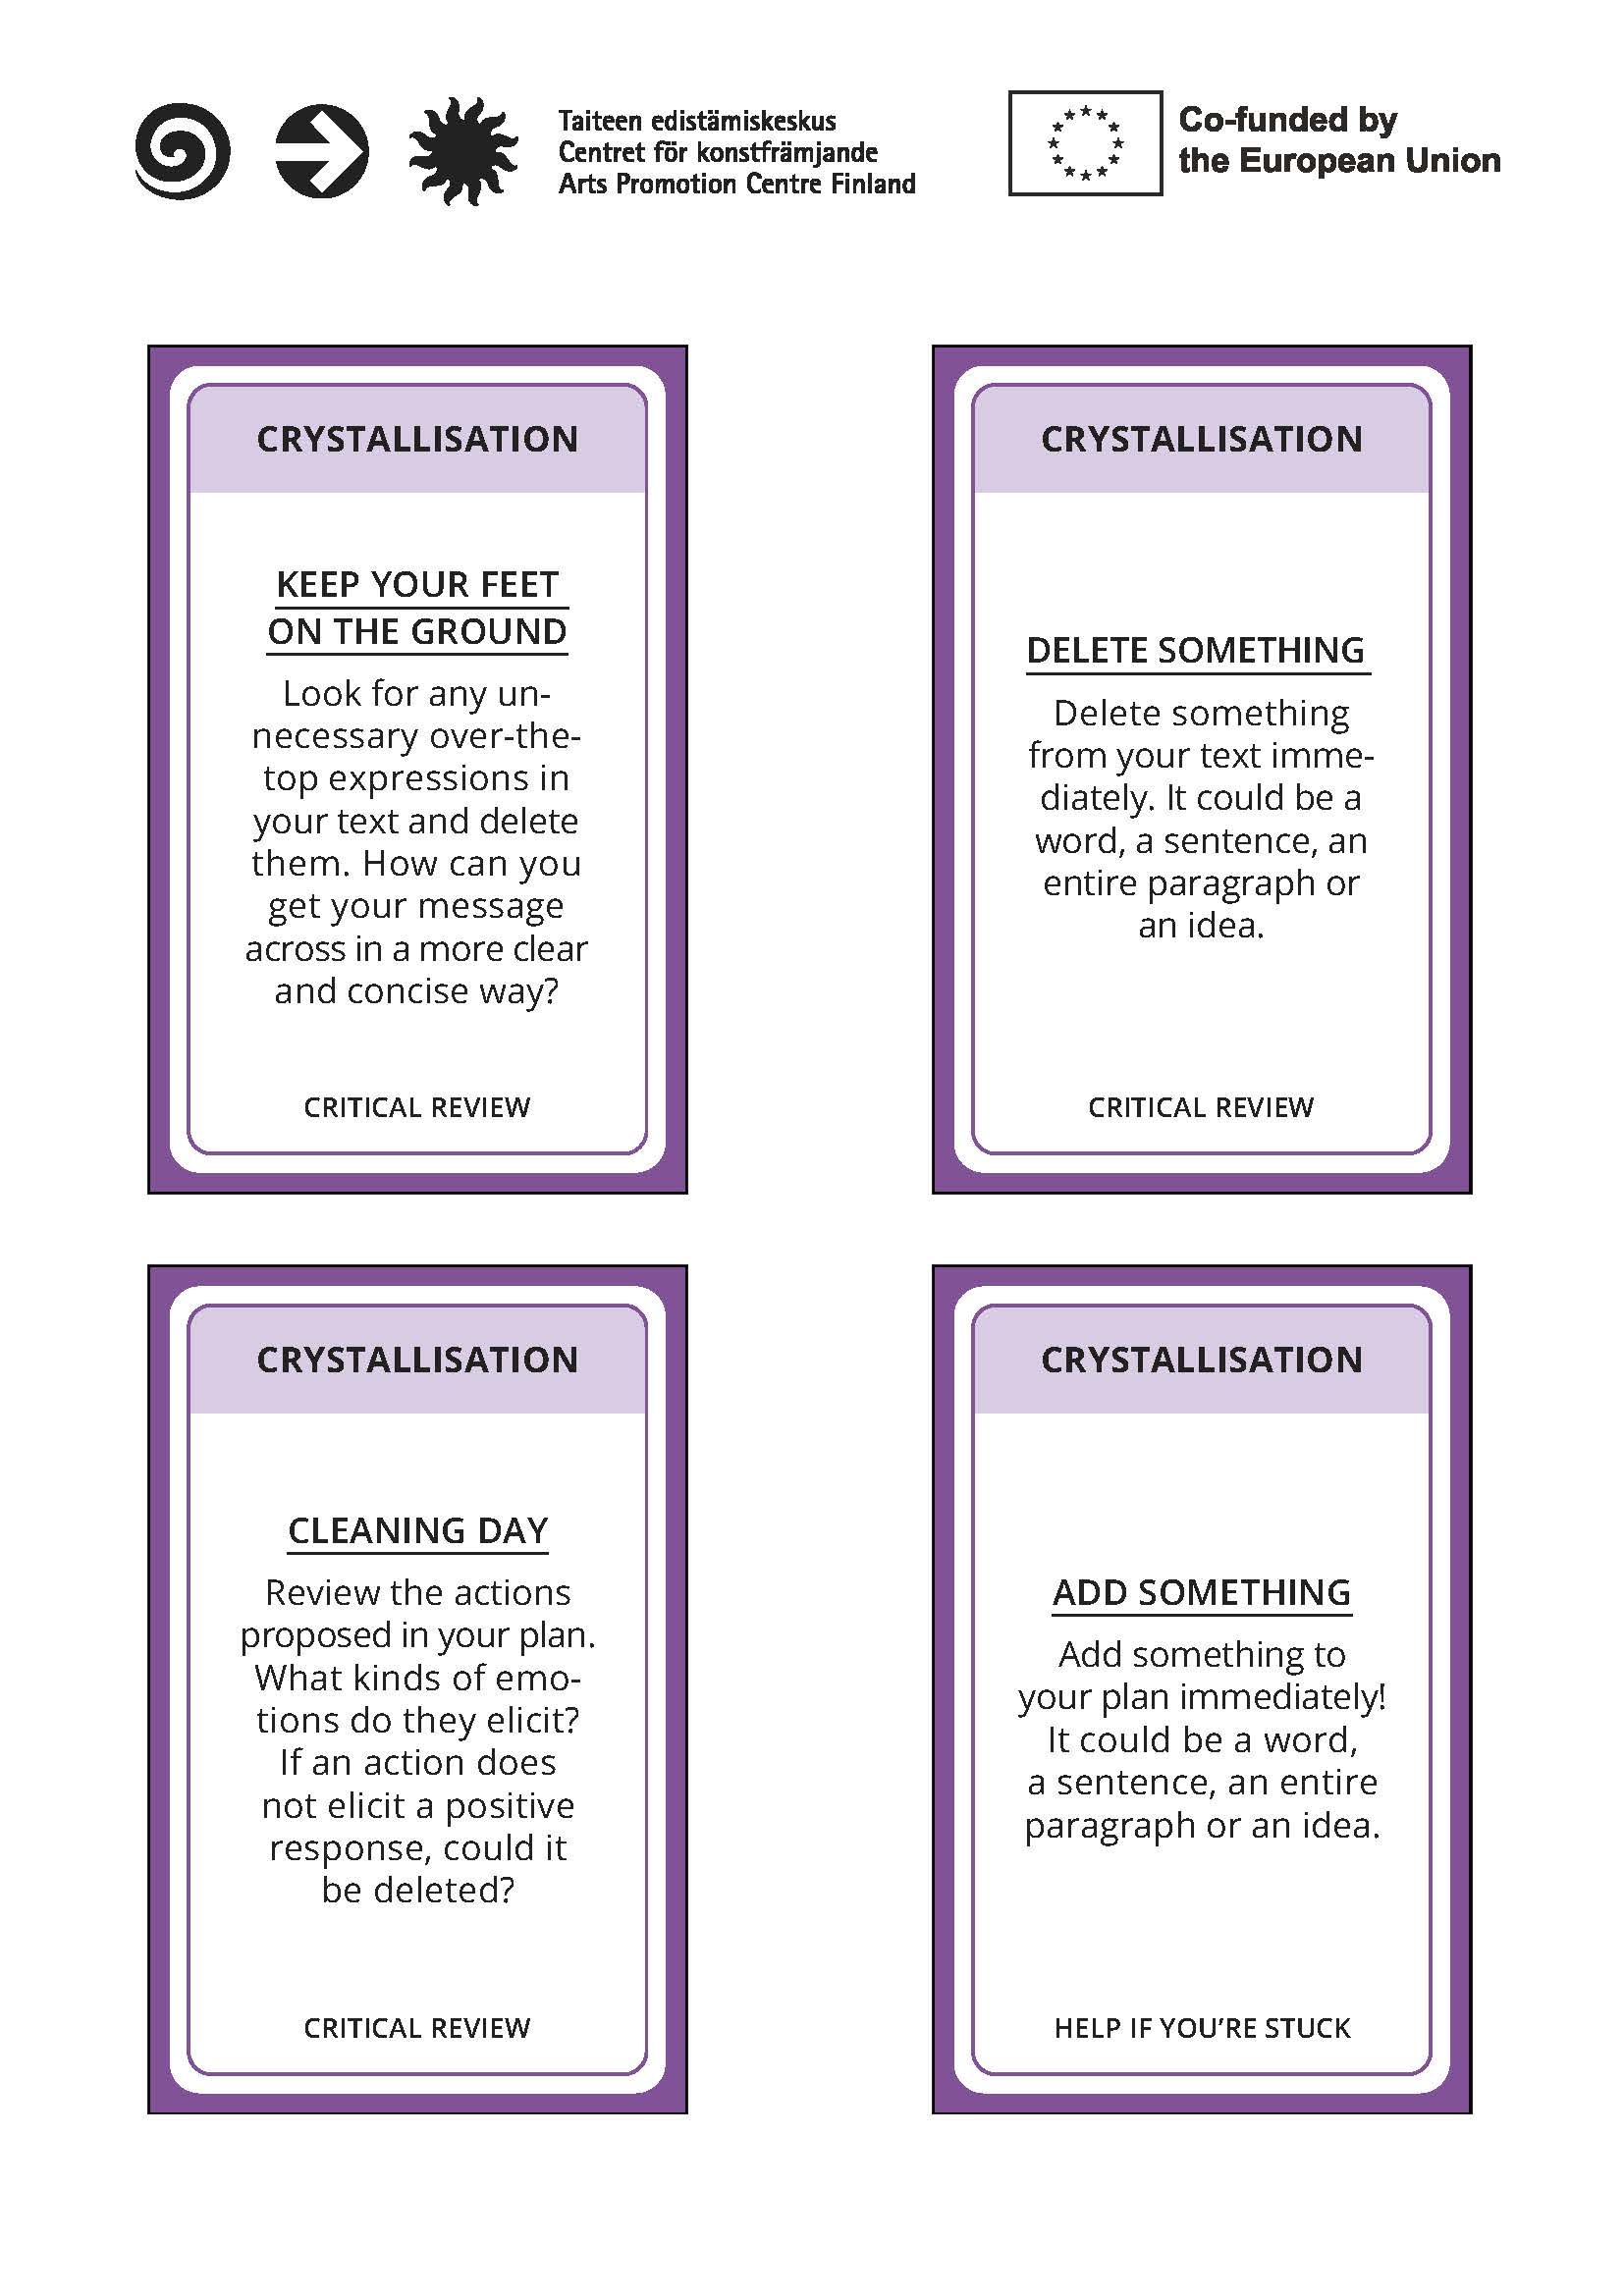 Taiteen edistämiskeskus
Centret för konstfrämjande
Arts Promotion Centre Finland
Co-funded by
the European Union
CRYSTALLISATION
KEEP YOUR FEET
ON THE GROUND
Look for any un-
necessary over-the-
top expressions in
your text and delete
them. How can you
get your message
across in a more clear
and concise way?
CRITICAL REVIEW
CRYSTALLISATION
DELETE SOMETHING
Delete something
from your text imme-
diately. It could be a
word, a sentence, an
entire paragraph or
an idea.
CRITICAL REVIEW
CRYSTALLISATION
CLEANING DAY
Review the actions
proposed in your plan.
What kinds of emo-
tions do they elicit?
If an action does
not elicit a positive
response, could it
be deleted?
CRITICAL REVIEW
CRYSTALLISATION
ADD SOMETHING
Add something to
your plan immediately!
It could be a word,
a sentence, an entire
paragraph or an idea.
HELP IF YOU’RE STUCK